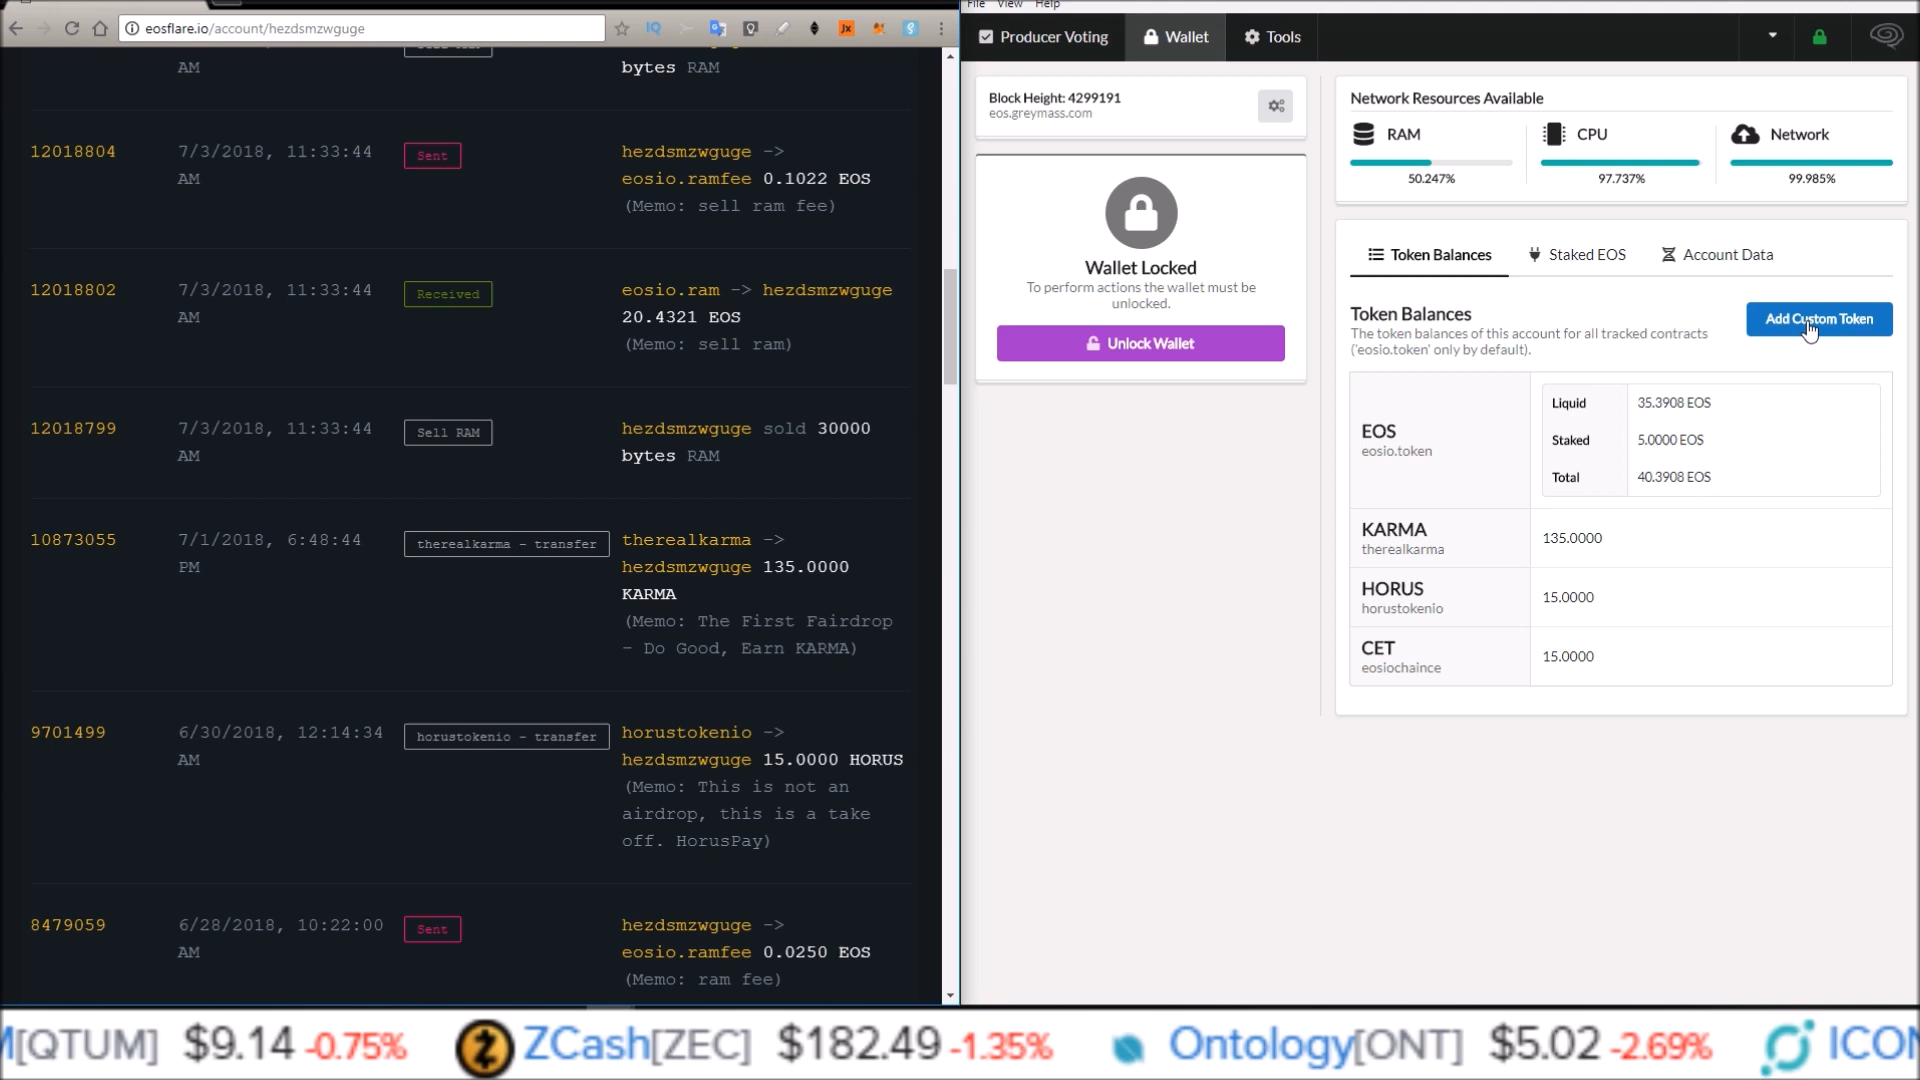 eosflare.io/account/hezdsmzwguge
AM
bytes RAM
12018804
7/3/2018, 11:33:44
AM
Sent
hezdsmzwguge ->
eosio.ramfee 0.1022 EOS
(Memo: sell ram fee)
12018802
7/3/2018, 11:33:44
AM
Received
eosio.ram -> hezdsmzwguge
20.4321 EOS
(Memo: sell ram)
12018799
7/3/2018, 11:33:44
AM
Sell RAM
hezdsmzwguge sold 30000
bytes RAM
10873055
7/1/2018, 6:48:44
PM
therealkarma - transfer
therealkarma ->
hezdsmzwguge 135.0000
KARMA
(Memo: The First Fairdrop
- Do Good, Earn KARMA)
9701499
6/30/2018, 12:14:34
AM
horustokenio - transfer
horustokenio ->
hezdsmzwguge 15.0000 HORUS
(Memo: This is not an
airdrop, this is a take
off. HorusPay)
8479059
6/28/2018, 10:22:00
AM
Sent
hezdsmzwguge ->
eosio.ramfee 0.0250 EOS
(Memo: ram fee)
File View Help
Producer Voting
Wallet
Tools
Block Height: 4299191
eos.greymass.com
Wallet Locked
To perform actions the wallet must be
unlocked.
Unlock Wallet
Network Resources Available
RAM
50.247%
CPU
97.737%
Network
99.985%
Token Balances
Staked EOS
Account Data
Token Balances
The token balances of this account for all tracked contracts
('eosio.token' only by default).
Add Custom Token
EOS
eosio.token
Liquid 35.3908 EOS
Staked 5.0000 EOS
Total 40.3908 EOS
KARMA
therealkarma
135.0000
HORUS
horustokenio
15.0000
CET
eosiochaince
15.0000
[QTUM] $9.14 -0.75% ZCash[ZEC] $182.49 -1.35% Ontology[ONT] $5.02 -2.69% ICON